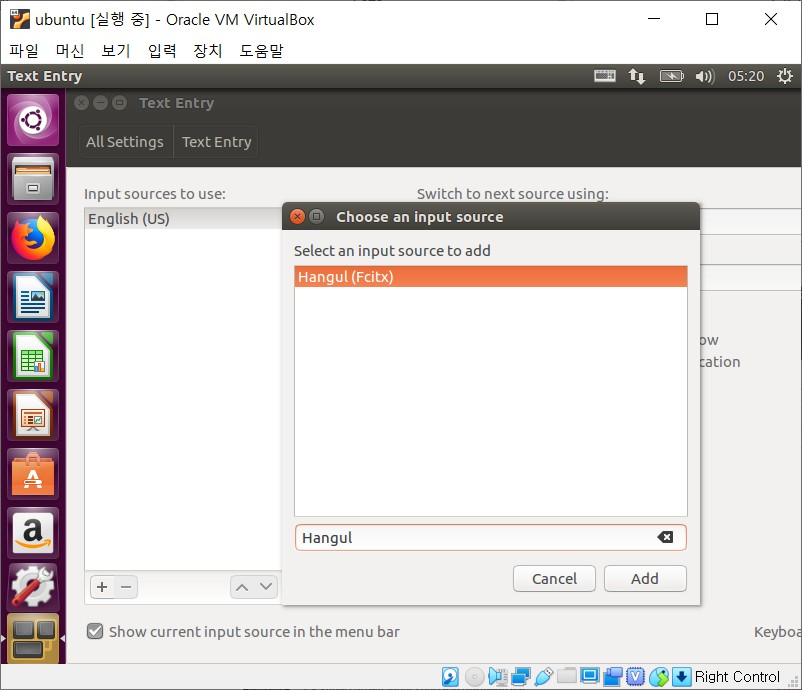 ubuntu [실행 중] - Oracle VM VirtualBox
파일 머신 보기 입력 장치 도움말
Text Entry 05:20
Text Entry
All Settings Text Entry
Input sources to use: Switch to next source using:
English (US)
Choose an input source
Select an input source to add
Hangul (Fcitx)
ow
cation
Hangul
Cancel Add
Show current input source in the menu bar Keyboa
Right Control